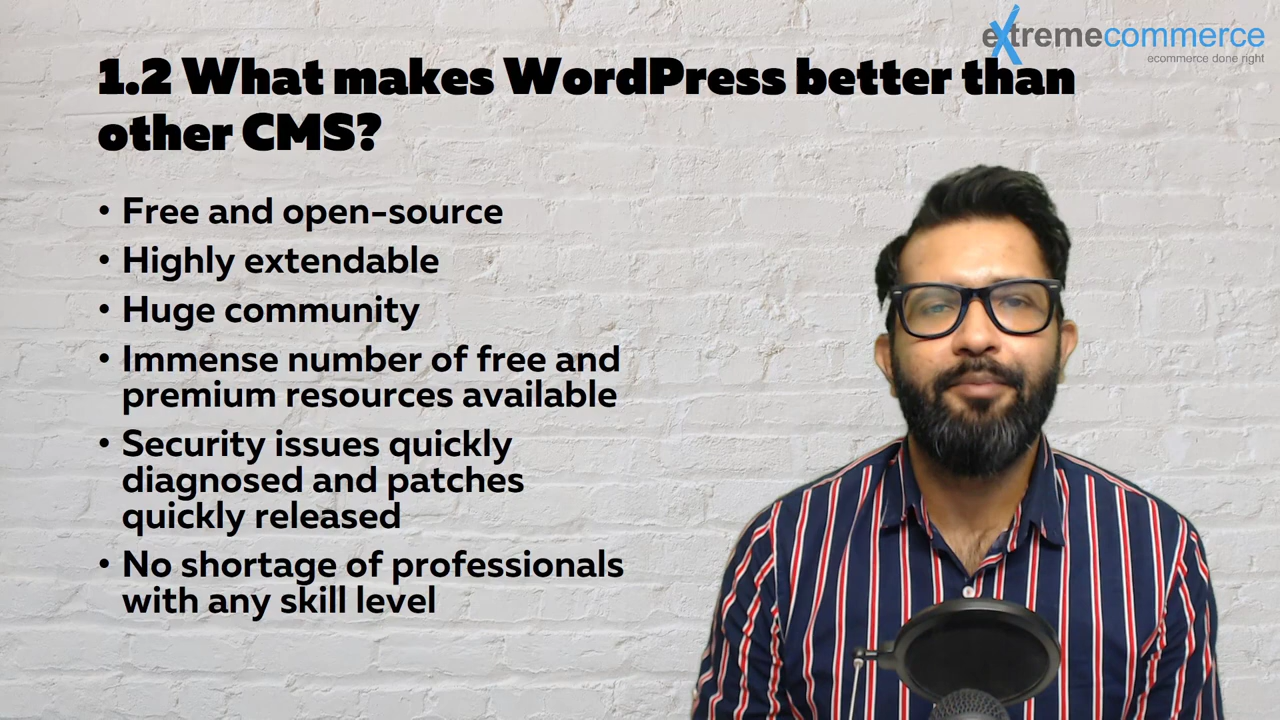 extremecommerce
ecommerce done right
1.2 What makes WordPress better than
other CMS?
• Free and open-source
• Highly extendable
• Huge community
• Immense number of free and
premium resources available
• Security issues quickly
diagnosed and patches
quickly released
• No shortage of professionals
with any skill level